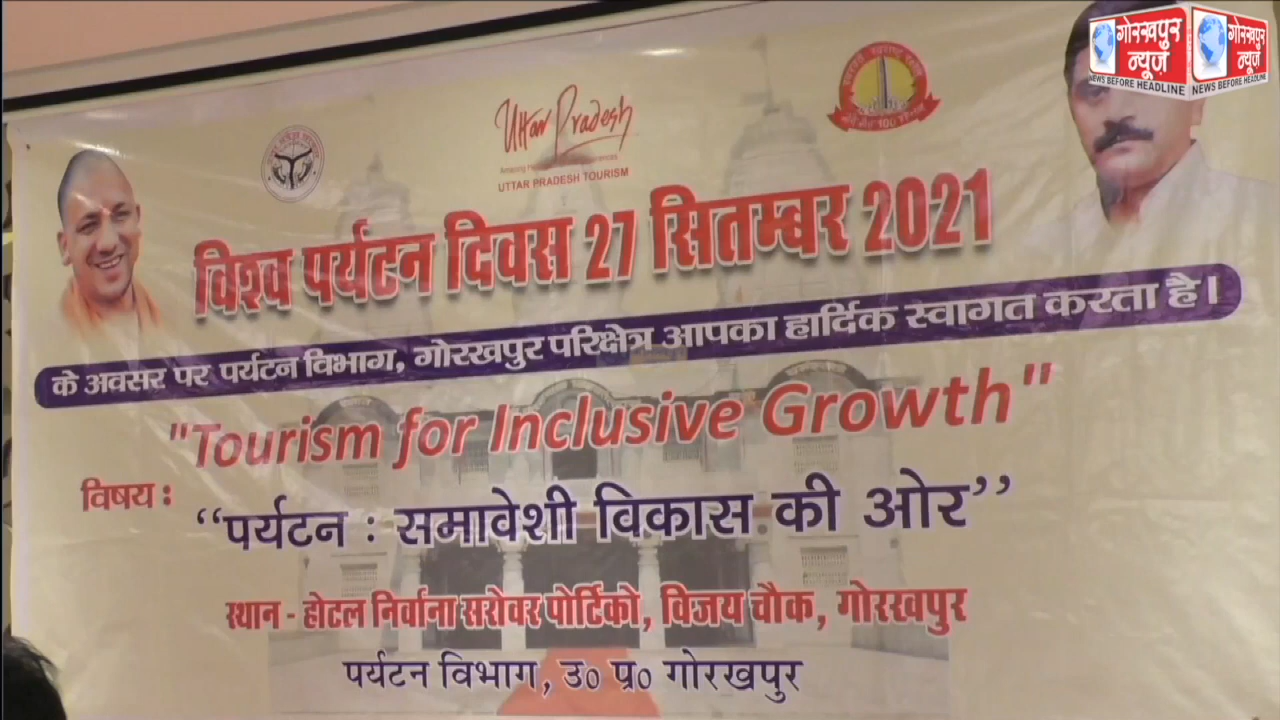 गोरखपुर न्यूज़
NEWS BEFORE HEADLINE
गोरखपुर न्यूज़
NEWS BEFORE HEADLINE
Uttar Pradesh
UTTAR PRADESH TOURISM
विश्व पर्यटन दिवस 27 सितम्बर 2021
के अवसर पर पर्यटन विभाग, गोरखपुर परिक्षेत्र आपका हार्दिक स्वागत करता है।
"Tourism for Inclusive Growth"
विषय :
“पर्यटन : समावेशी विकास की ओर”
स्थान - होटल निर्वाना सरोवर पोर्टिको, विजय चौक, गोरखपुर
पर्यटन विभाग, उ० प्र० गोरखपुर